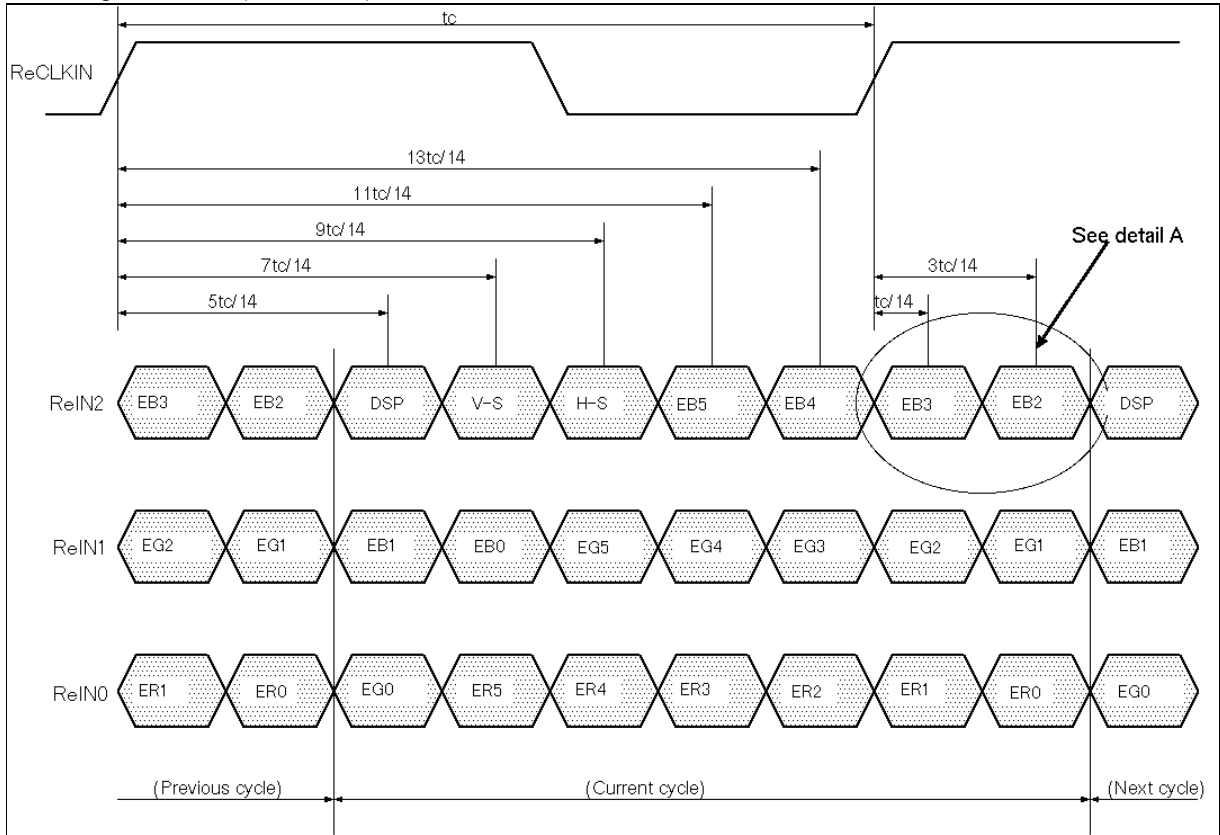 tc
ReCLKIN
13tc/14
11tc/14
9tc/14
See detail A
7tc/14
3tc/14
5tc/14
tc/14
ReIN2 EB3 EB2 DSP V-S H-S EB5 EB4 EB3 EB2 DSP
ReIN1 EG2 EG1 EB1 EB0 EG5 EG4 EG3 EG2 EG1 EB1
ReIN0 ER1 ER0 EG0 ER5 ER4 ER3 ER2 ER1 ER0 EG0
(Previous cycle) (Current cycle) (Next cycle)